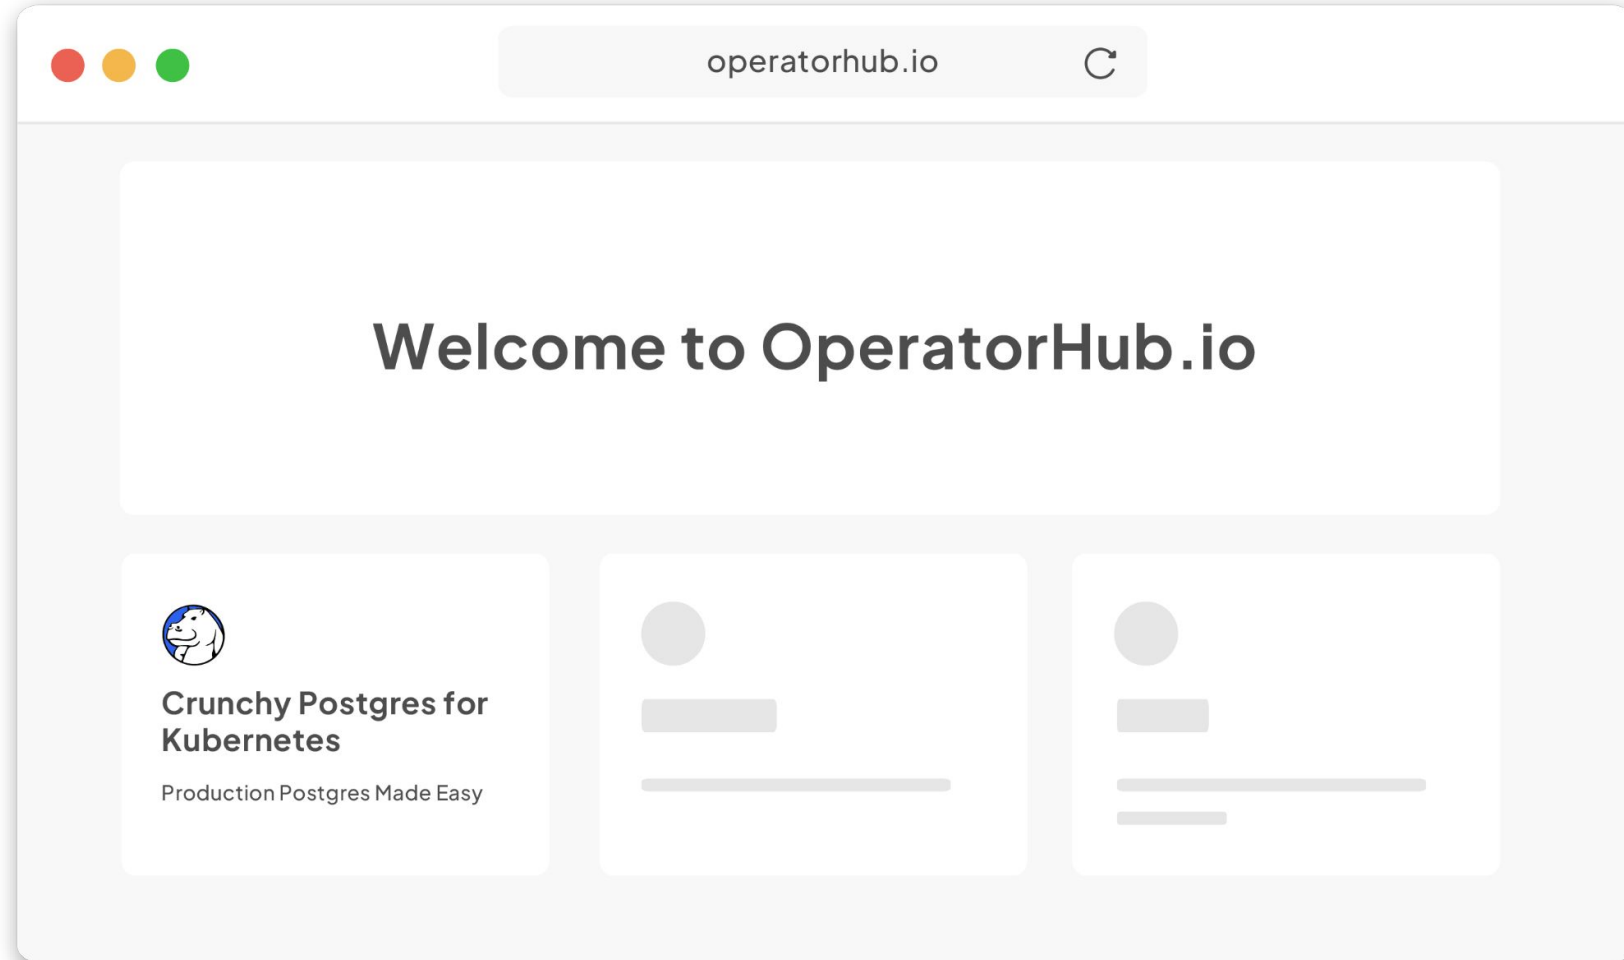 operatorhub.io
Welcome to OperatorHub.io
Crunchy Postgres for
Kubernetes
Production Postgres Made Easy